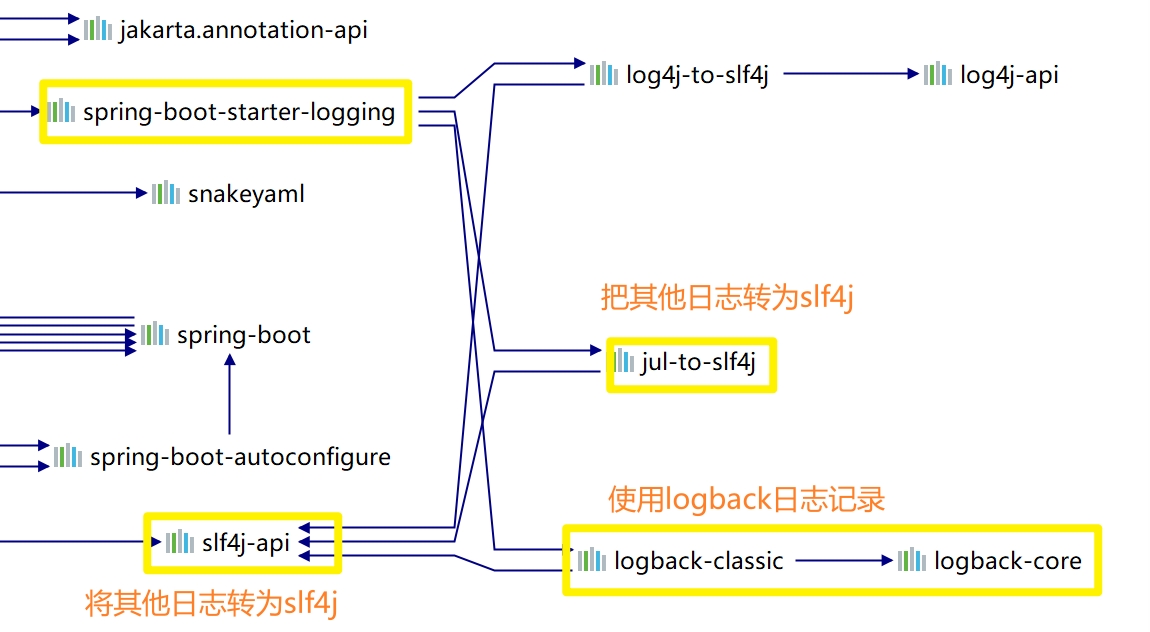 jakarta.annotation-api
log4j-to-slf4j
log4j-api
spring-boot-starter-logging
snakeyaml
把其他日志转为slf4j
spring-boot
jul-to-slf4j
spring-boot-autoconfigure
使用logback日志记录
slf4j-api
logback-classic
logback-core
将其他日志转为slf4j